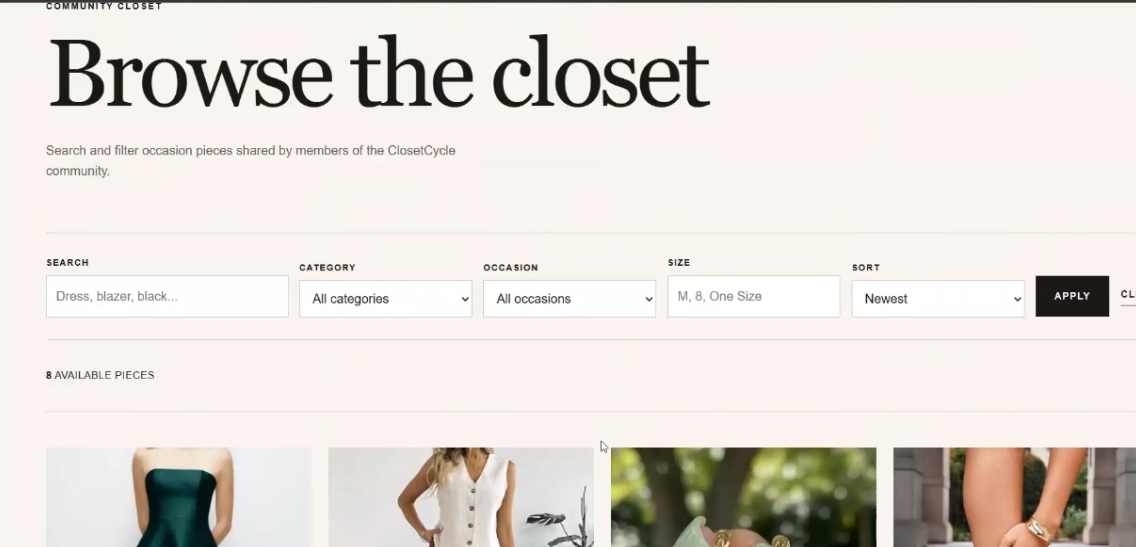 COMMUNITY CLOSET
Browse the closet
Search and filter occasion pieces shared by members of the ClosetCycle
community.
SEARCH
CATEGORY
OCCASION
SIZE
SORT
Dress, blazer, black...
All categories
All occasions
M, 8, One Size
Newest
APPLY
8 AVAILABLE PIECES